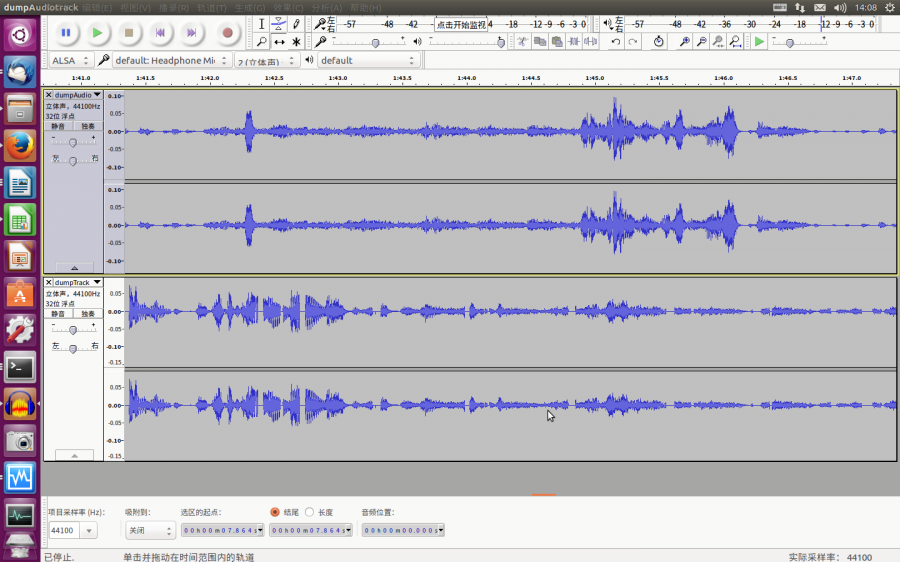 dumpAudiotrack 编辑(E) 视图(V) 播录(R) 轨道(T) 生成(G) 效果(C) 分析(A) 帮助(H) 14:08
左 右 -57 -48 -42 点击开始监视 -24 -18 -12 -9 -6 -3 0 左 右 -57 -48 -42 -36 -30 -24 -18 -12 -9 -6 -3 0
ALSA default: Headphone Mi 2 (立体声) default
1:41.0 1:41.5 1:42.0 1:42.5 1:43.0 1:43.5 1:44.0 1:44.5 1:45.0 1:45.5 1:46.0 1:46.5 1:47.0
dumpAudio
立体声, 44100Hz
32位 浮点
静音 独奏
- +
左 右
0.10
0.05
0.00
-0.05
-0.10
0.10
0.05
0.00
-0.05
-0.10
dumpTrack
立体声, 44100Hz
32位 浮点
静音 独奏
- +
左 右
0.05
0.00
-0.05
-0.10
-0.15
0.05
0.00
-0.05
-0.10
-0.15
项目采样率 (Hz): 吸附到: 选区的起点: 结尾 长度 音频位置:
44100 关闭 00h00m07.864s 00h00m07.864s 00h00m00.000s
已停止. 单击并拖动在时间范围内的轨道 实际采样率: 44100